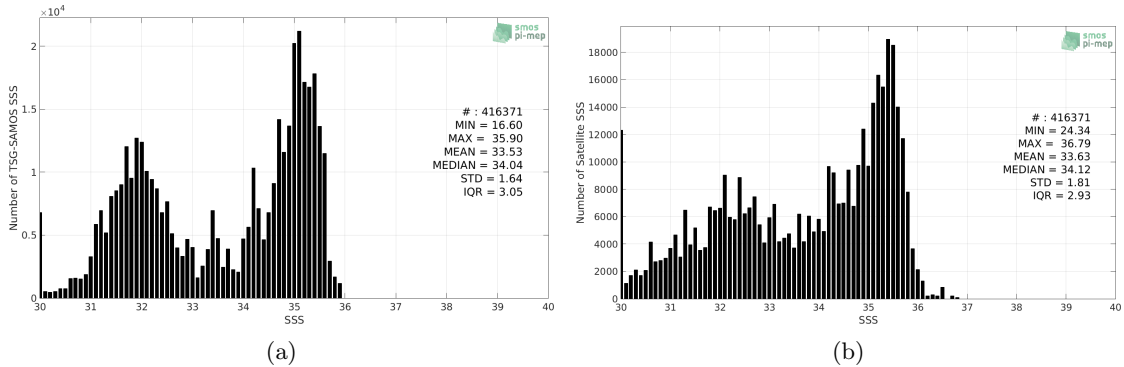 ×10⁴
2
1.5
1
0.5
0
30
31
32
33
34
35
36
37
38
39
40
SSS
Number of TSG-SAMOS SSS
smos
pi-mep
# : 416371
MIN = 16.60
MAX = 35.90
MEAN = 33.53
MEDIAN = 34.04
STD = 1.64
IQR = 3.05
(a)
18000
16000
14000
12000
10000
8000
6000
4000
2000
0
30
31
32
33
34
35
36
37
38
39
40
SSS
Number of Satellite SSS
smos
pi-mep
# : 416371
MIN = 24.34
MAX = 36.79
MEAN = 33.63
MEDIAN = 34.12
STD = 1.81
IQR = 2.93
(b)